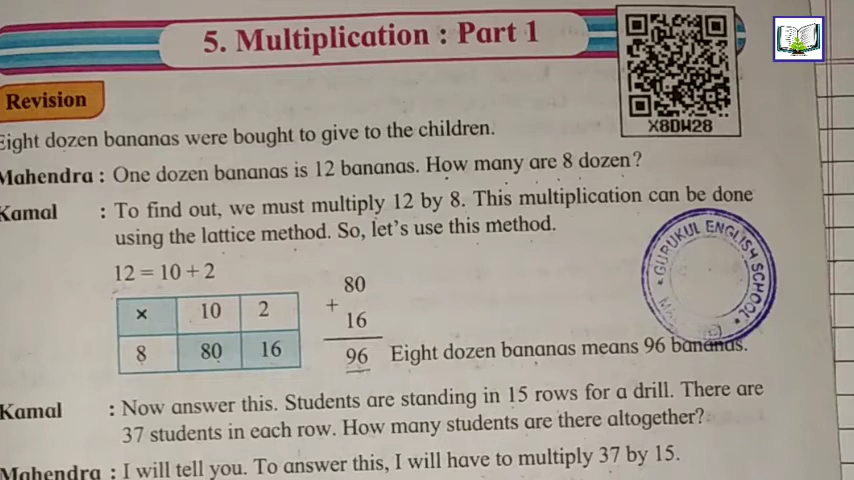 5. Multiplication : Part 1
X8DW28
Revision
Eight dozen bananas were bought to give to the children.
Mahendra : One dozen bananas is 12 bananas. How many are 8 dozen?
Kamal : To find out, we must multiply 12 by 8. This multiplication can be done
using the lattice method. So, let's use this method.
12 = 10 + 2
× 10 2
8 80 16
80
+
16
96 Eight dozen bananas means 96 bananas.
GURUKUL ENGLISH SCHOOL
Kamal : Now answer this. Students are standing in 15 rows for a drill. There are
37 students in each row. How many students are there altogether?
Mahendra : I will tell you. To answer this, I will have to multiply 37 by 15.